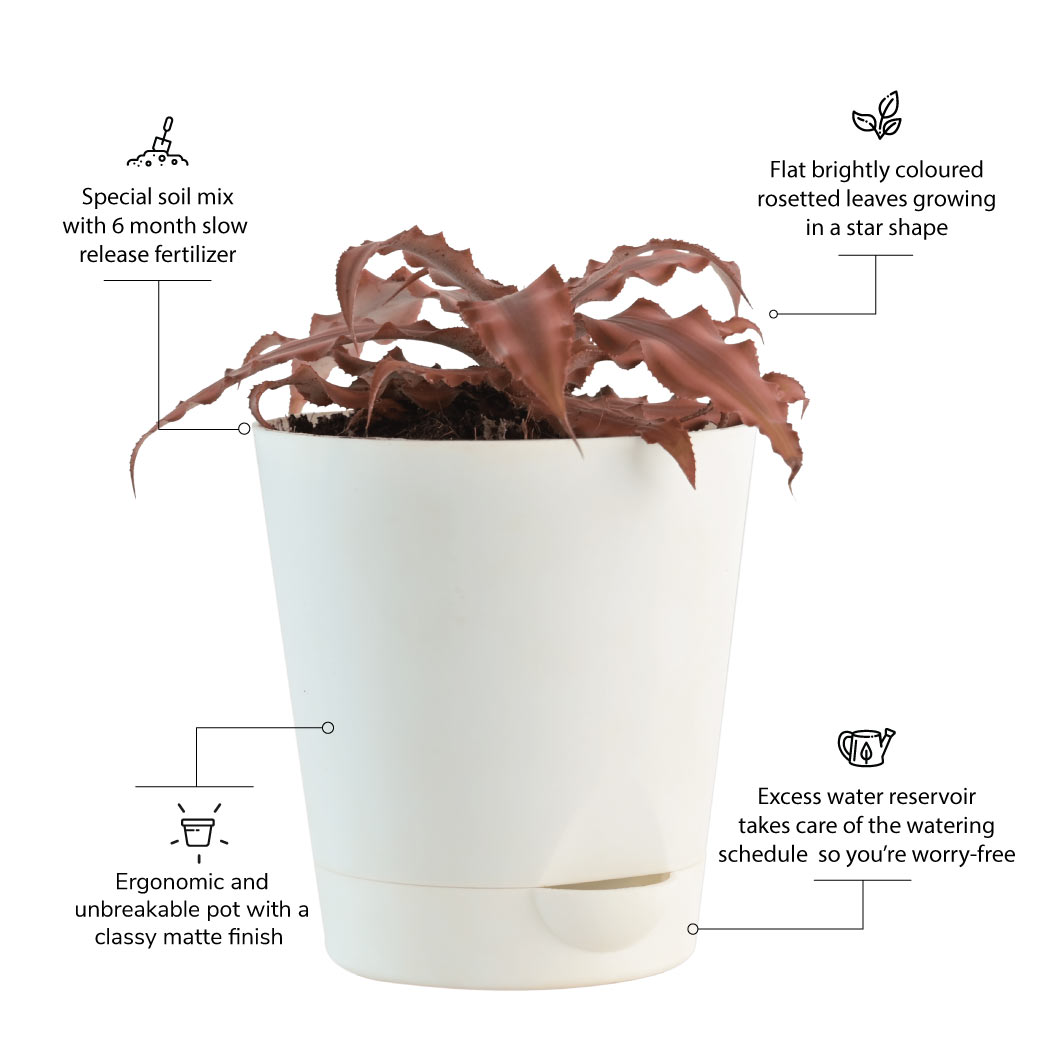 Special soil mix
with 6 month slow
release fertilizer
Flat brightly coloured
rosetted leaves growing
in a star shape
Ergonomic and
unbreakable pot with a
classy matte finish
Excess water reservoir
takes care of the watering
schedule so you're worry-free